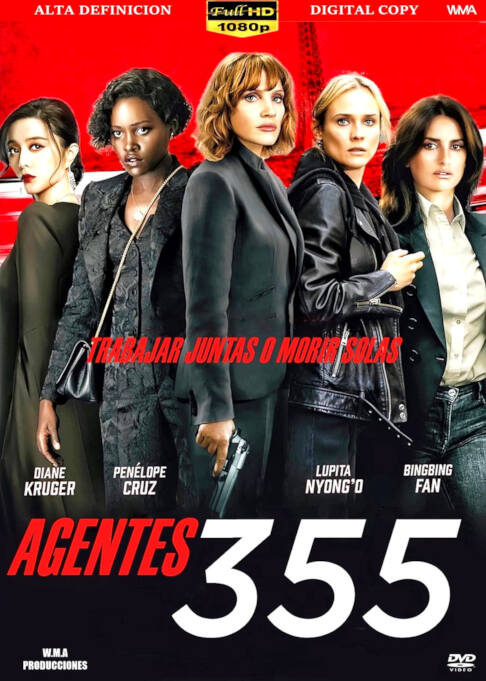 ALTA DEFINICION
Full HD
1080p
DIGITAL COPY
WMA
TRABAJAR JUNTAS O MORIR SOLAS
DIANE
KRUGER
PENÉLOPE
CRUZ
LUPITA
NYONG'O
BINGBING
FAN
AGENTES 355
W.M.A
PRODUCCIONES
DVD
VIDEO